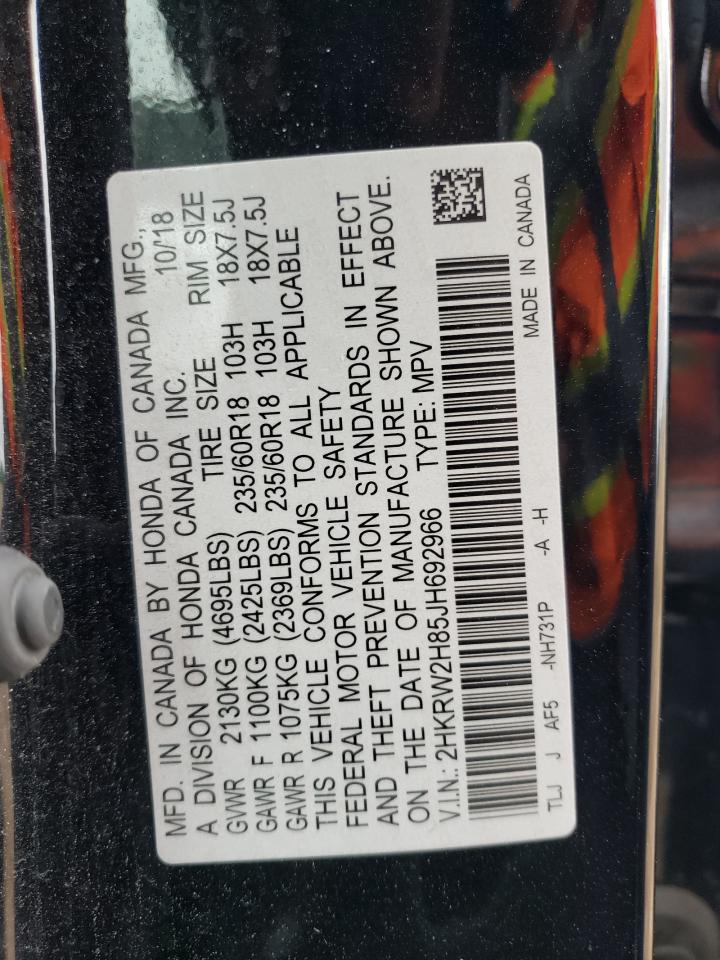 MFD. IN CANADA BY HONDA OF CANADA MFG.,
A DIVISION OF HONDA CANADA INC. 10/'18
GVWR 2130KG (4695LBS) TIRE SIZE RIM SIZE
GAWR F 1100KG (2425LBS) 235/60R18 103H 18X7.5J
GAWR R 1075KG (2369LBS) 235/60R18 103H 18X7.5J
THIS VEHICLE CONFORMS TO ALL APPLICABLE
FEDERAL MOTOR VEHICLE SAFETY
AND THEFT PREVENTION STANDARDS IN EFFECT
ON THE DATE OF MANUFACTURE SHOWN ABOVE.
V.I.N.: 2HKRW2H85JH692966 TYPE: MPV
TLJ J AF5 -NH731P -A -H MADE IN CANADA